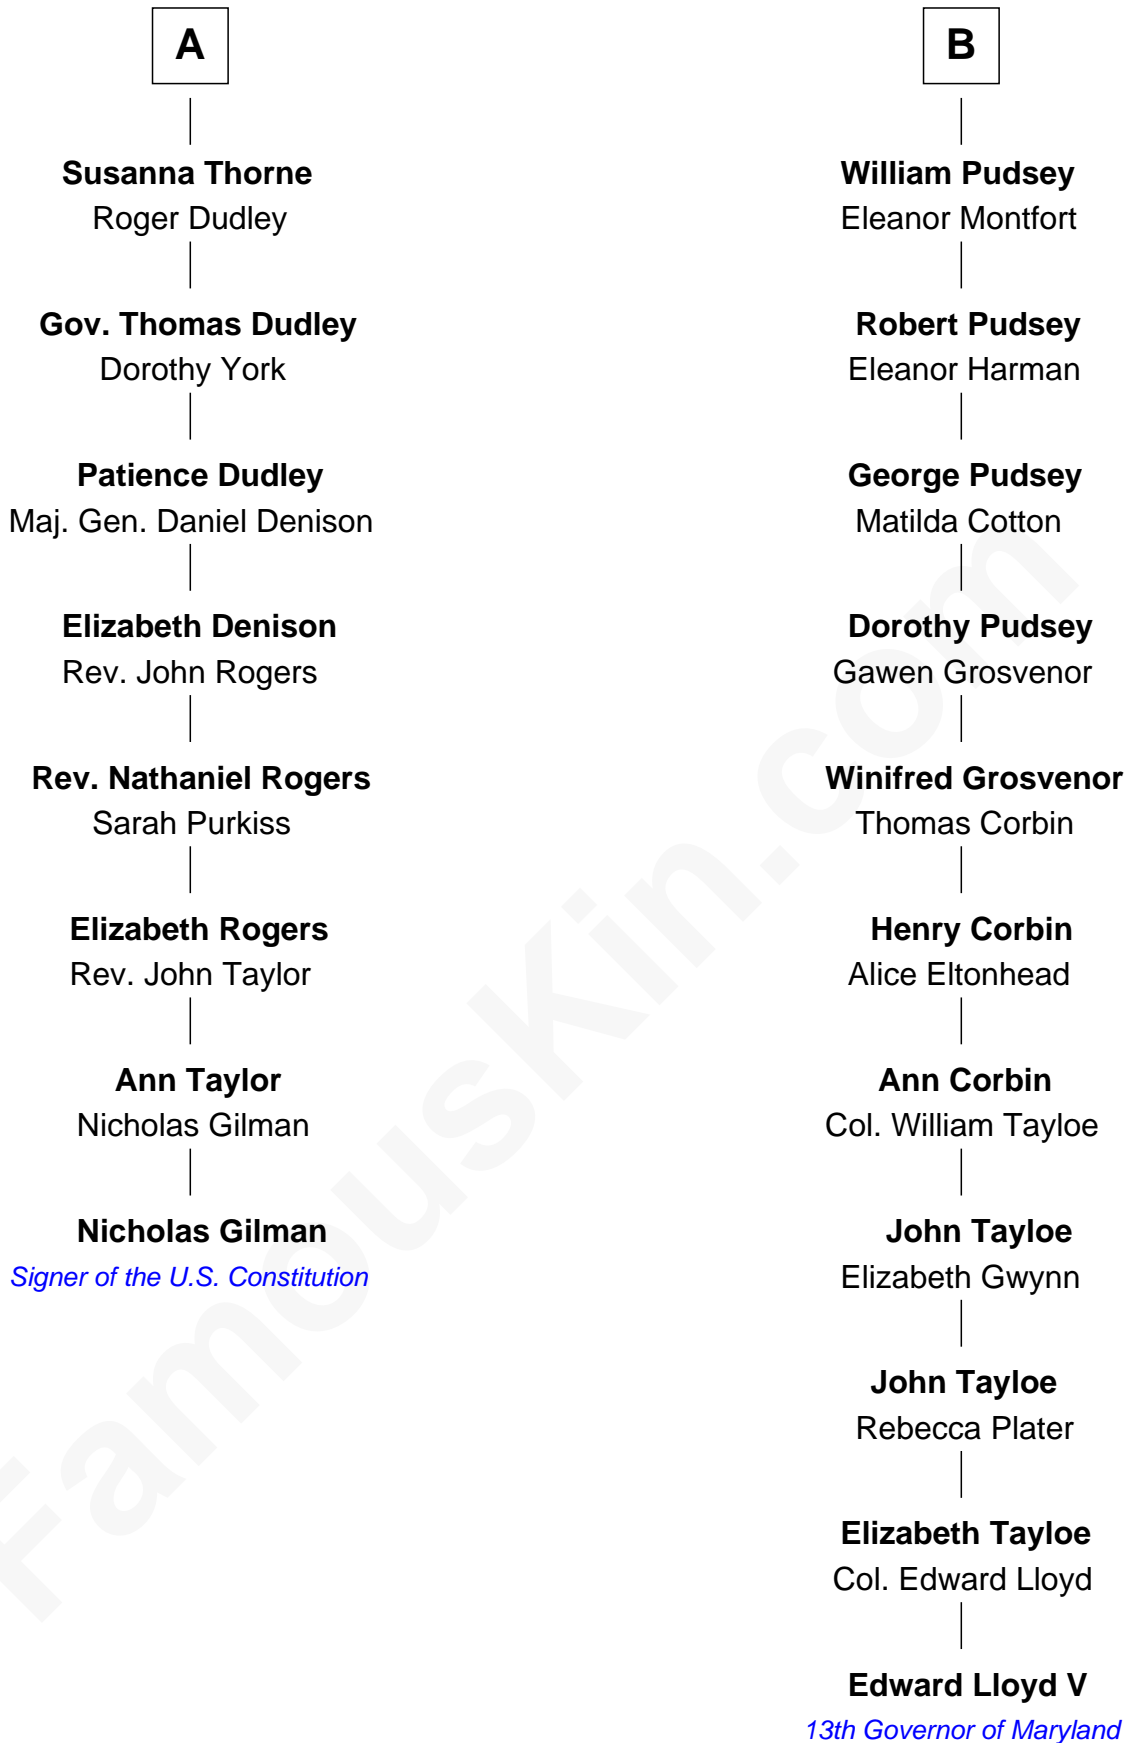 A
Susanna Thorne
Roger Dudley
Gov. Thomas Dudley
Dorothy York
Patience Dudley
Maj. Gen. Daniel Denison
Elizabeth Denison
Rev. John Rogers
Rev. Nathaniel Rogers
Sarah Purkiss
Elizabeth Rogers
Rev. John Taylor
Ann Taylor
Nicholas Gilman
Nicholas Gilman
Signer of the U.S. Constitution
B
William Pudsey
Eleanor Montfort
Robert Pudsey
Eleanor Harman
George Pudsey
Matilda Cotton
Dorothy Pudsey
Gawen Grosvenor
Winifred Grosvenor
Thomas Corbin
Henry Corbin
Alice Eltonhead
Ann Corbin
Col. William Tayloe
John Tayloe
Elizabeth Gwynn
John Tayloe
Rebecca Plater
Elizabeth Tayloe
Col. Edward Lloyd
Edward Lloyd V
13th Governor of Maryland
FamousKin.com